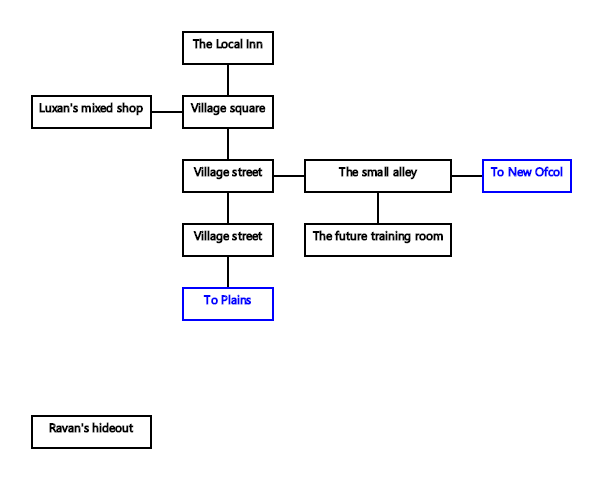 The Local Inn
Luxan's mixed shop
Village square
Village street
The small alley
To New Ofcol
Village street
The future training room
To Plains
Ravan's hideout